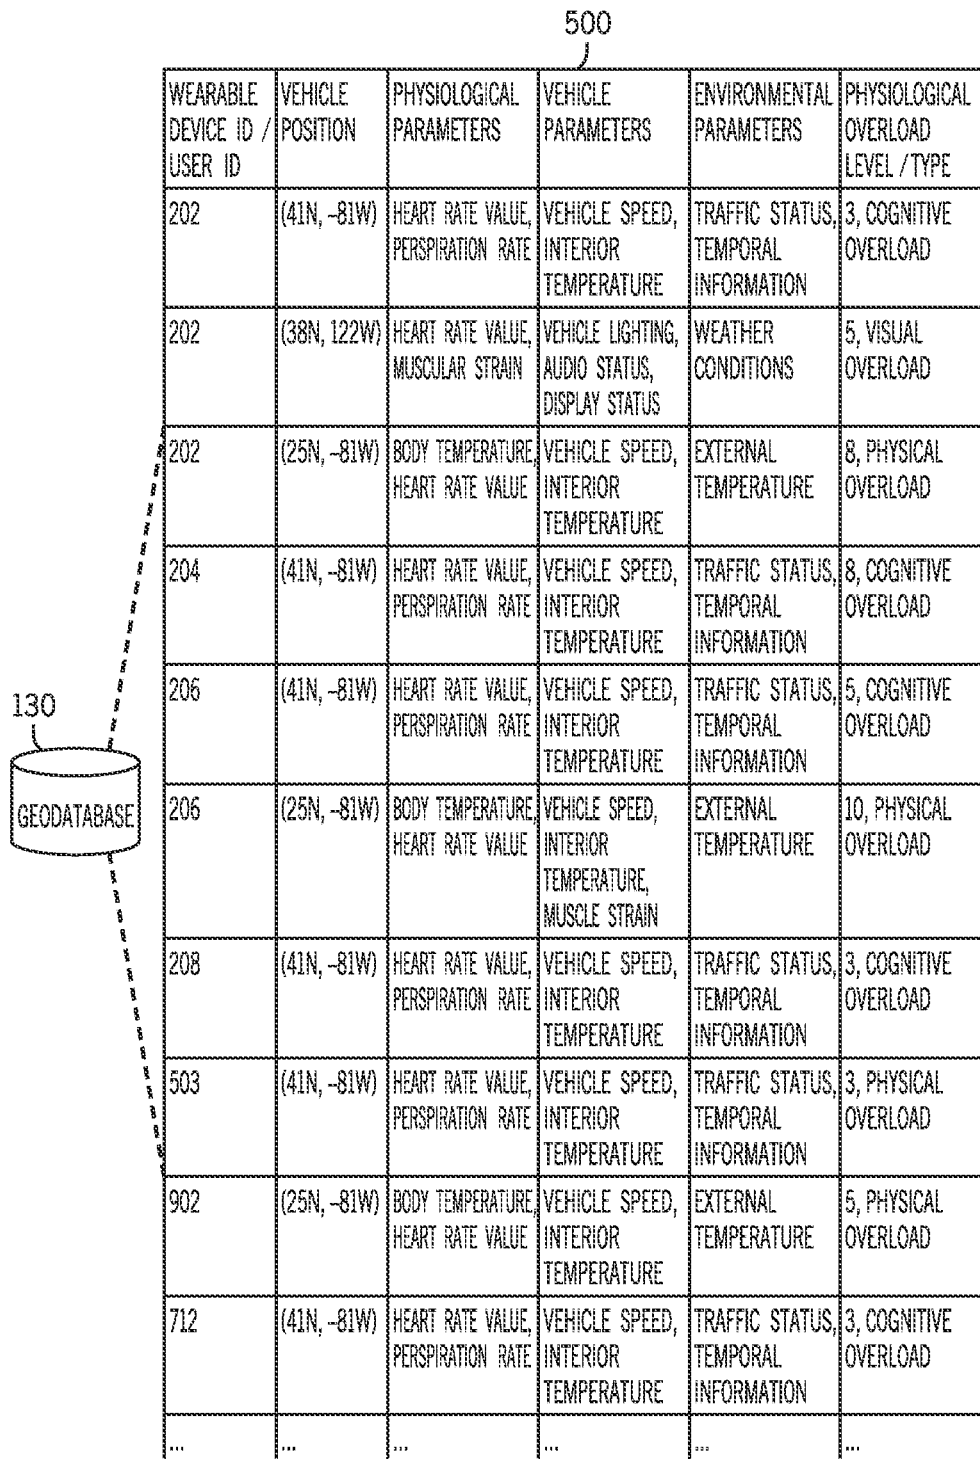 500
WEARABLE DEVICE ID / USER ID | VEHICLE POSITION | PHYSIOLOGICAL PARAMETERS | VEHICLE PARAMETERS | ENVIRONMENTAL PARAMETERS | PHYSIOLOGICAL OVERLOAD LEVEL / TYPE
202 | (41N, -81W) | HEART RATE VALUE, PERSPIRATION RATE | VEHICLE SPEED, INTERIOR TEMPERATURE | TRAFFIC STATUS, TEMPORAL INFORMATION | 3, COGNITIVE OVERLOAD
202 | (38N, 122W) | HEART RATE VALUE, MUSCULAR STRAIN | VEHICLE LIGHTING, AUDIO STATUS, DISPLAY STATUS | WEATHER CONDITIONS | 5, VISUAL OVERLOAD
202 | (25N, -81W) | BODY TEMPERATURE, HEART RATE VALUE | VEHICLE SPEED, INTERIOR TEMPERATURE | EXTERNAL TEMPERATURE | 8, PHYSICAL OVERLOAD
204 | (41N, -81W) | HEART RATE VALUE, PERSPIRATION RATE | VEHICLE SPEED, INTERIOR TEMPERATURE | TRAFFIC STATUS, TEMPORAL INFORMATION | 8, COGNITIVE OVERLOAD
206 | (41N, -81W) | HEART RATE VALUE, PERSPIRATION RATE | VEHICLE SPEED, INTERIOR TEMPERATURE | TRAFFIC STATUS, TEMPORAL INFORMATION | 5, COGNITIVE OVERLOAD
130
GEODATABASE
206 | (25N, -81W) | BODY TEMPERATURE, HEART RATE VALUE | VEHICLE SPEED, INTERIOR TEMPERATURE, MUSCLE STRAIN | EXTERNAL TEMPERATURE | 10, PHYSICAL OVERLOAD
208 | (41N, -81W) | HEART RATE VALUE, PERSPIRATION RATE | VEHICLE SPEED, INTERIOR TEMPERATURE | TRAFFIC STATUS, TEMPORAL INFORMATION | 3, COGNITIVE OVERLOAD
503 | (41N, -81W) | HEART RATE VALUE, PERSPIRATION RATE | VEHICLE SPEED, INTERIOR TEMPERATURE | TRAFFIC STATUS, TEMPORAL INFORMATION | 3, PHYSICAL OVERLOAD
902 | (25N, -81W) | BODY TEMPERATURE, HEART RATE VALUE | VEHICLE SPEED, INTERIOR TEMPERATURE | EXTERNAL TEMPERATURE | 5, PHYSICAL OVERLOAD
712 | (41N, -81W) | HEART RATE VALUE, PERSPIRATION RATE | VEHICLE SPEED, INTERIOR TEMPERATURE | TRAFFIC STATUS, TEMPORAL INFORMATION | 3, COGNITIVE OVERLOAD
... | ... | ... | ... | ... | ...